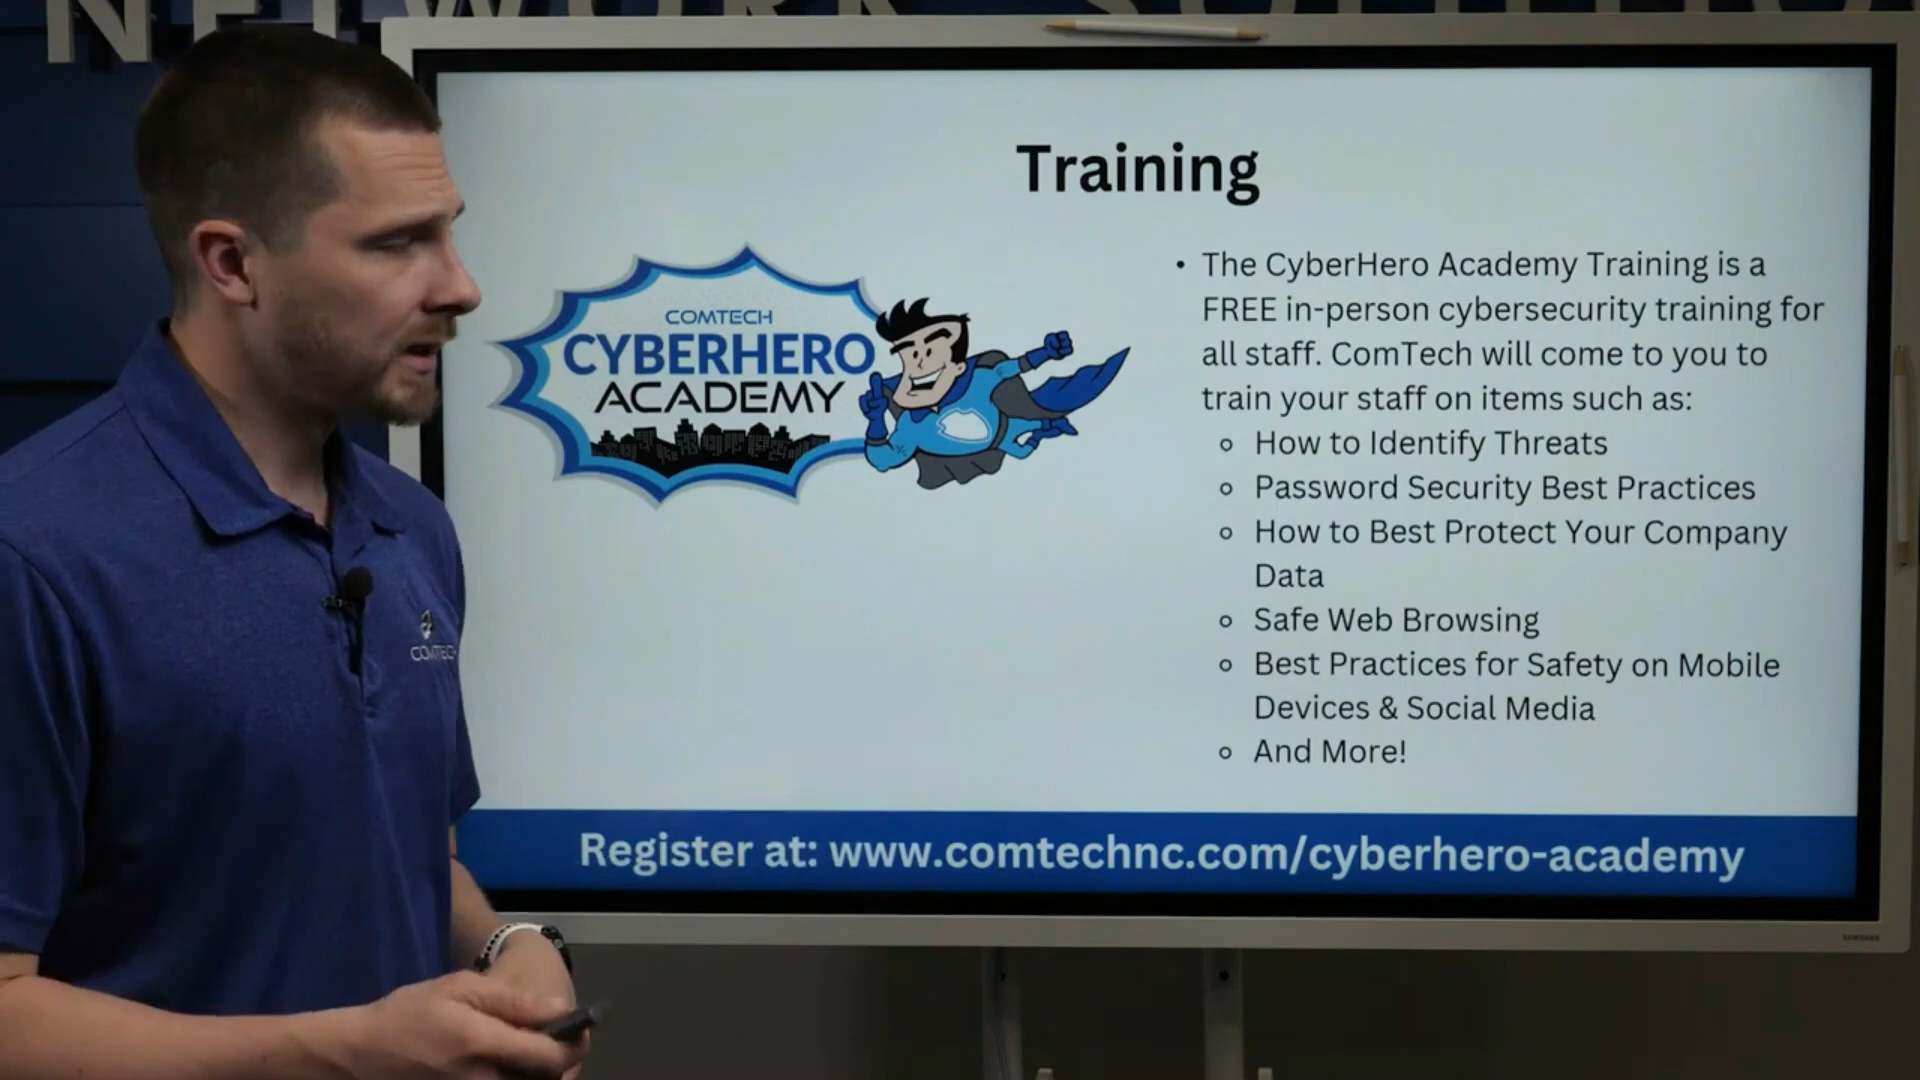 NETWORK SOLUTIO
Training
COMTECH
CYBERHERO
ACADEMY
• The CyberHero Academy Training is a
FREE in-person cybersecurity training for
all staff. ComTech will come to you to
train your staff on items such as:
How to Identify Threats
Password Security Best Practices
How to Best Protect Your Company
Data
Safe Web Browsing
Best Practices for Safety on Mobile
Devices & Social Media
And More!
Register at: www.comtechnc.com/cyberhero-academy
COMTECH
SAMSUNG